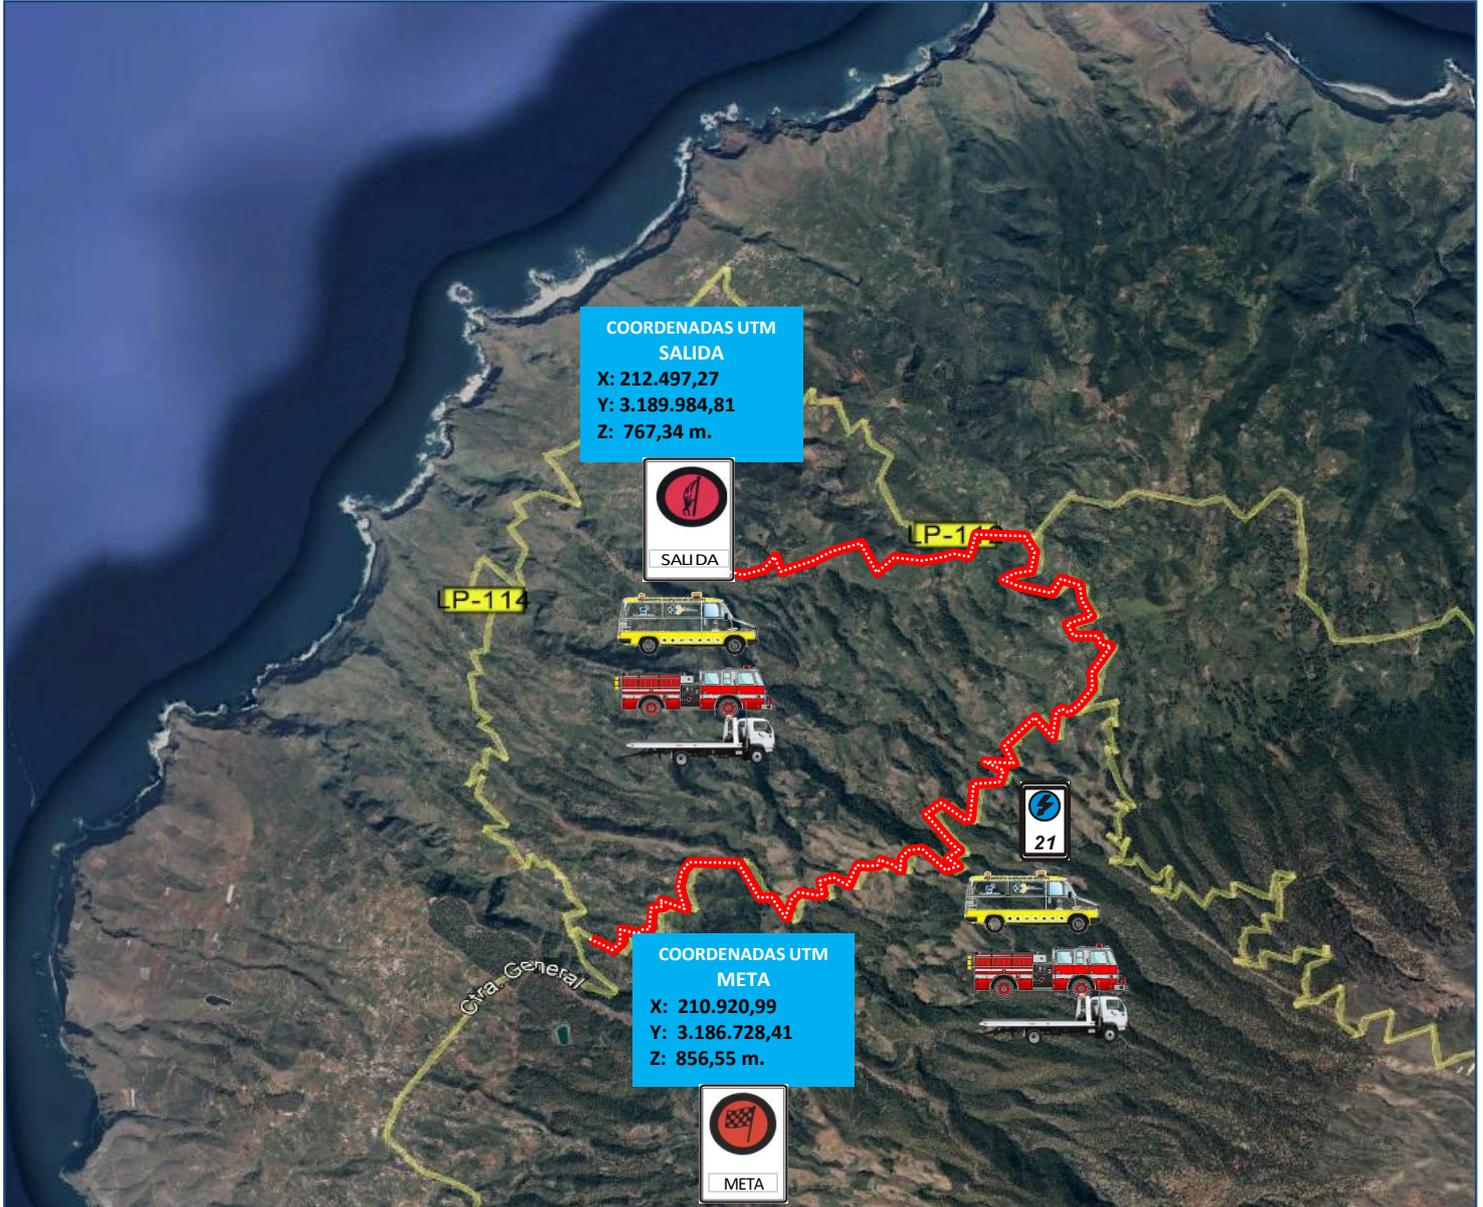 COORDENADAS UTM
SALIDA
X: 212.497,27
Y: 3.189.984,81
Z: 767,34 m.
SALIDA
LP-114
21
Ctra. General
COORDENADAS UTM
META
X: 210.920,99
Y: 3.186.728,41
Z: 856,55 m.
META